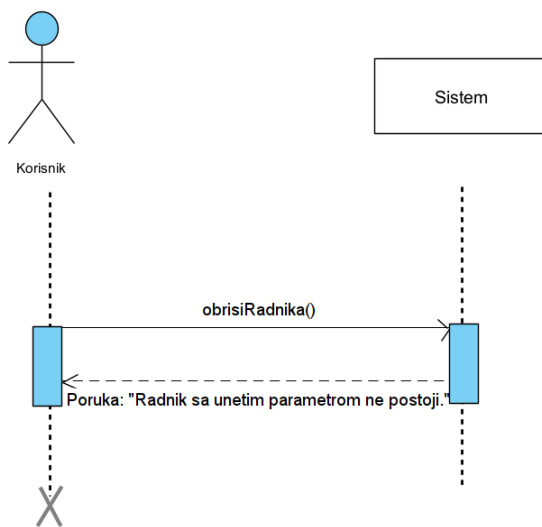 Sistem
Korisnik
obrisiRadnika()
Poruka: "Radnik sa unetim parametrom ne postoji."